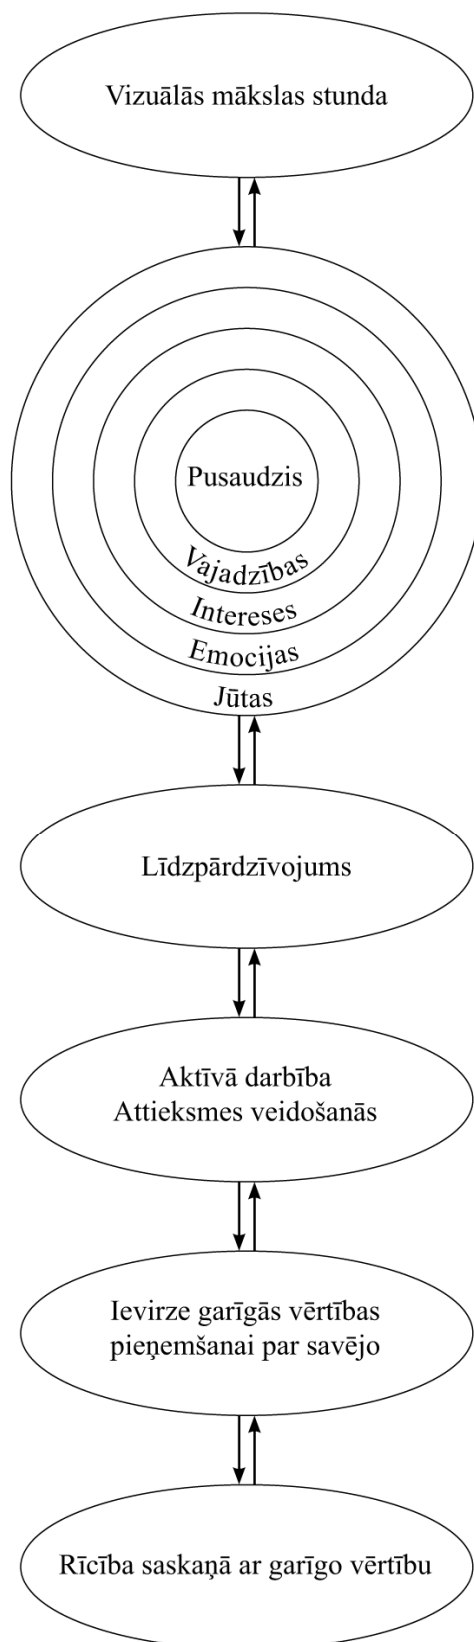 Vizuālās mākslas stunda
Pusaudzis
Vajadzības
Intereses
Emocijas
Jūtas
Līdzpārdzīvojums
Aktīvā darbība
Attieksmes veidošanās
Ievirze garīgās vērtības
pieņemšanai par savējo
Rīcība saskaņā ar garīgo vērtību